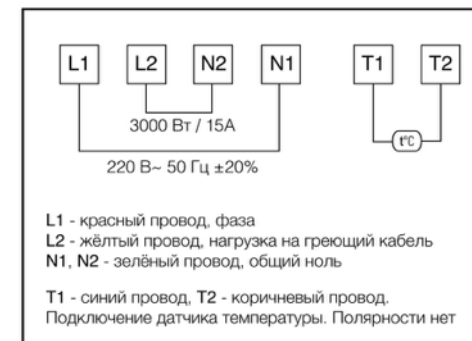 L1 L2 N2 N1 T1 T2
3000 Вт / 15А
t°C
220 В~ 50 Гц ±20%
L1 - красный провод, фаза
L2 - жёлтый провод, нагрузка на греющий кабель
N1, N2 - зелёный провод, общий ноль
T1 - синий провод, T2 - коричневый провод.
Подключение датчика температуры. Полярности нет